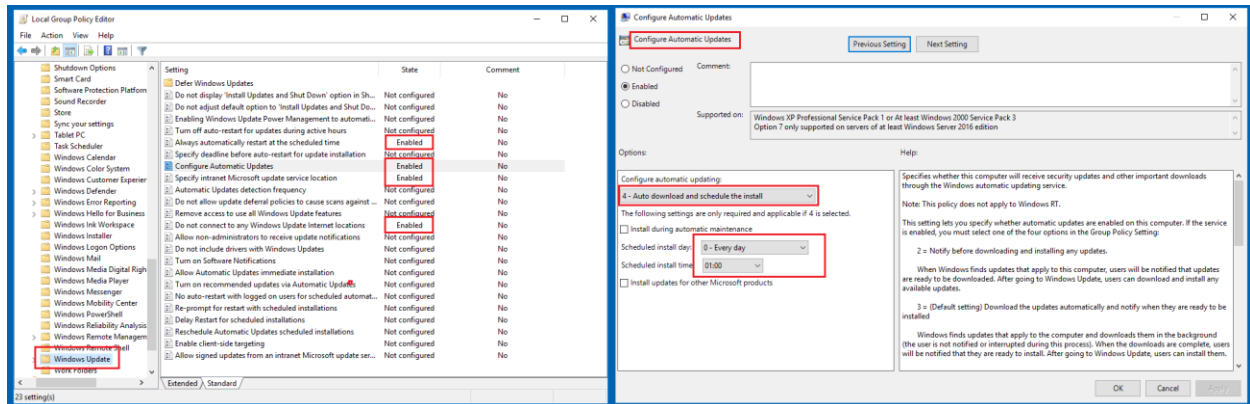 Local Group Policy Editor
File Action View Help
Shutdown Options
Smart Card
Software Protection Platform
Sound Recorder
Store
Sync your settings
Tablet PC
Task Scheduler
Windows Calendar
Windows Color System
Windows Customer Experier
Windows Defender
Windows Error Reporting
Windows Hello for Business
Windows Ink Workspace
Windows Installer
Windows Logon Options
Windows Mail
Windows Media Digital Righ
Windows Media Player
Windows Messenger
Windows Mobility Center
Windows PowerShell
Windows Reliability Analysis
Windows Remote Managem
Windows Remote Shell
Windows Update
Work Folders
Setting State Comment
Defer Windows Updates
Do not display 'Install Updates and Shut Down' option in Sh... Not configured No
Do not adjust default option to 'Install Updates and Shut Do... Not configured No
Enabling Windows Update Power Management to automati... Not configured No
Turn off auto-restart for updates during active hours Not configured No
Always automatically restart at the scheduled time Enabled No
Specify deadline before auto-restart for update installation Not configured No
Configure Automatic Updates Enabled No
Specify intranet Microsoft update service location Enabled No
Automatic Updates detection frequency Not configured No
Do not allow update deferral policies to cause scans against ... Not configured No
Remove access to use all Windows Update features Not configured No
Do not connect to any Windows Update Internet locations Enabled No
Allow non-administrators to receive update notifications Not configured No
Do not include drivers with Windows Updates Not configured No
Turn on Software Notifications Not configured No
Allow Automatic Updates immediate installation Not configured No
Turn on recommended updates via Automatic Updates Not configured No
No auto-restart with logged on users for scheduled automat... Not configured No
Re-prompt for restart with scheduled installations Not configured No
Delay Restart for scheduled installations Not configured No
Reschedule Automatic Updates scheduled installations Not configured No
Enable client-side targeting Not configured No
Allow signed updates from an intranet Microsoft update ser... Not configured No
Extended Standard
23 setting(s)
Configure Automatic Updates
Configure Automatic Updates
Previous Setting Next Setting
Not Configured Comment:
Enabled
Disabled
Supported on: Windows XP Professional Service Pack 1 or At least Windows 2000 Service Pack 3
Option 7 only supported on servers of at least Windows Server 2016 edition
Options: Help:
Configure automatic updating:
4 - Auto download and schedule the install
The following settings are only required and applicable if 4 is selected.
Install during automatic maintenance
Scheduled install day: 0 - Every day
Scheduled install time: 01:00
Install updates for other Microsoft products
Specifies whether this computer will receive security updates and other important downloads
through the Windows automatic updating service.
Note: This policy does not apply to Windows RT.
This setting lets you specify whether automatic updates are enabled on this computer. If the service
is enabled, you must select one of the four options in the Group Policy Setting:
2 = Notify before downloading and installing any updates.
When Windows finds updates that apply to this computer, users will be notified that updates
are ready to be downloaded. After going to Windows Update, users can download and install any
available updates.
3 = (Default setting) Download the updates automatically and notify when they are ready to be
installed
Windows finds updates that apply to the computer and downloads them in the background
(the user is not notified or interrupted during this process). When the downloads are complete, users
will be notified that they are ready to install. After going to Windows Update, users can install them.
OK Cancel Apply